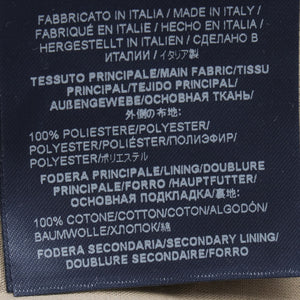 FABBRICATO IN ITALIA / MADE IN ITALY/
FABRIQUÉ EN ITALIE / HECHO EN ITALIA /
HERGESTELLT IN ITALIEN / СДЕЛАНО В
ИТАЛИИ / イタリア製
TESSUTO PRINCIPALE/MAIN FABRIC/TISSU
PRINCIPAL/TEJIDO PRINCIPAL/
AUßENGEWEBE/ОСНОВНАЯ ТКАНЬ/
外側の布地:
100% POLIESTERE/POLYESTER/
POLYESTER/POLIÉSTER/ПОЛИЭФИР/
POLYESTER/ポリエステル
FODERA PRINCIPALE/LINING/DOUBLURE
PRINCIPALE/FORRO /HAUPTFUTTER/
ОСНОВНАЯ ПОДКЛАДКА/裏地:
100% COTONE/COTTON/COTON/ALGODÓN/
BAUMWOLLE/ХЛОПОК/綿
FODERA SECONDARIA/SECONDARY LINING/
DOUBLURE SECONDAIRE/FORRO